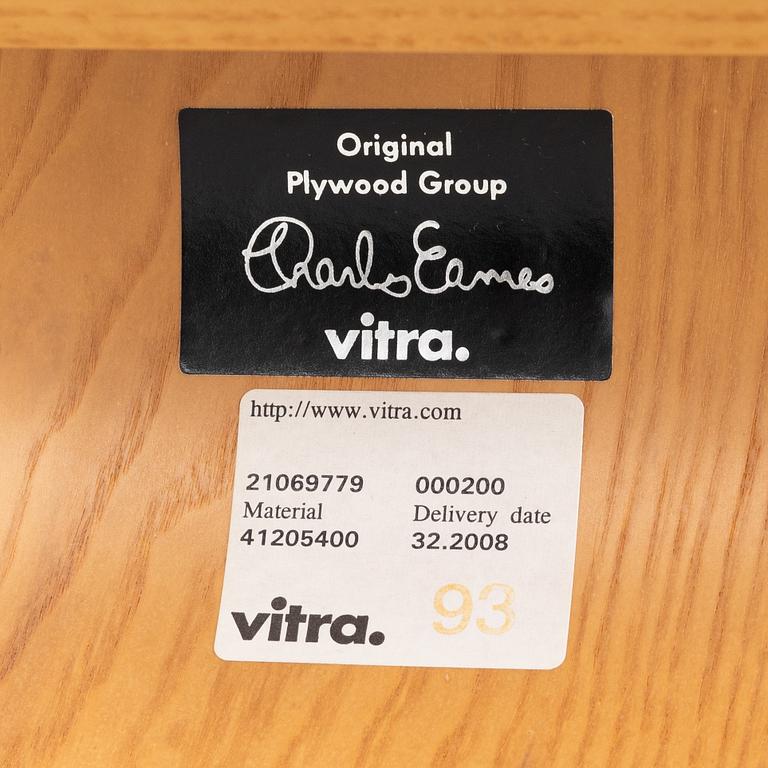 Original
Plywood Group
Charles Eames
vitra.
http://www.vitra.com
21069779 000200
Material Delivery date
41205400 32.2008
vitra. 93